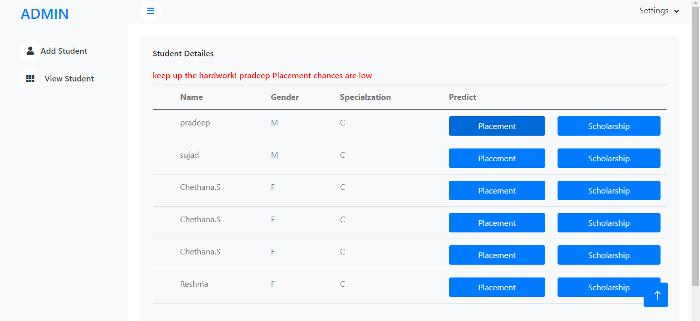 ADMIN
Settings
Add Student
View Student
Student Detailes
keep up the hardwork! pradeep Placement chances are low
Name Gender Specialzation Predict
pradeep M C Placement Scholarship
sujad M C Placement Scholarship
Chethana.S F C Placement Scholarship
Chethana.S F C Placement Scholarship
Chethana.S F C Placement Scholarship
Reshma F C Placement Scholarship